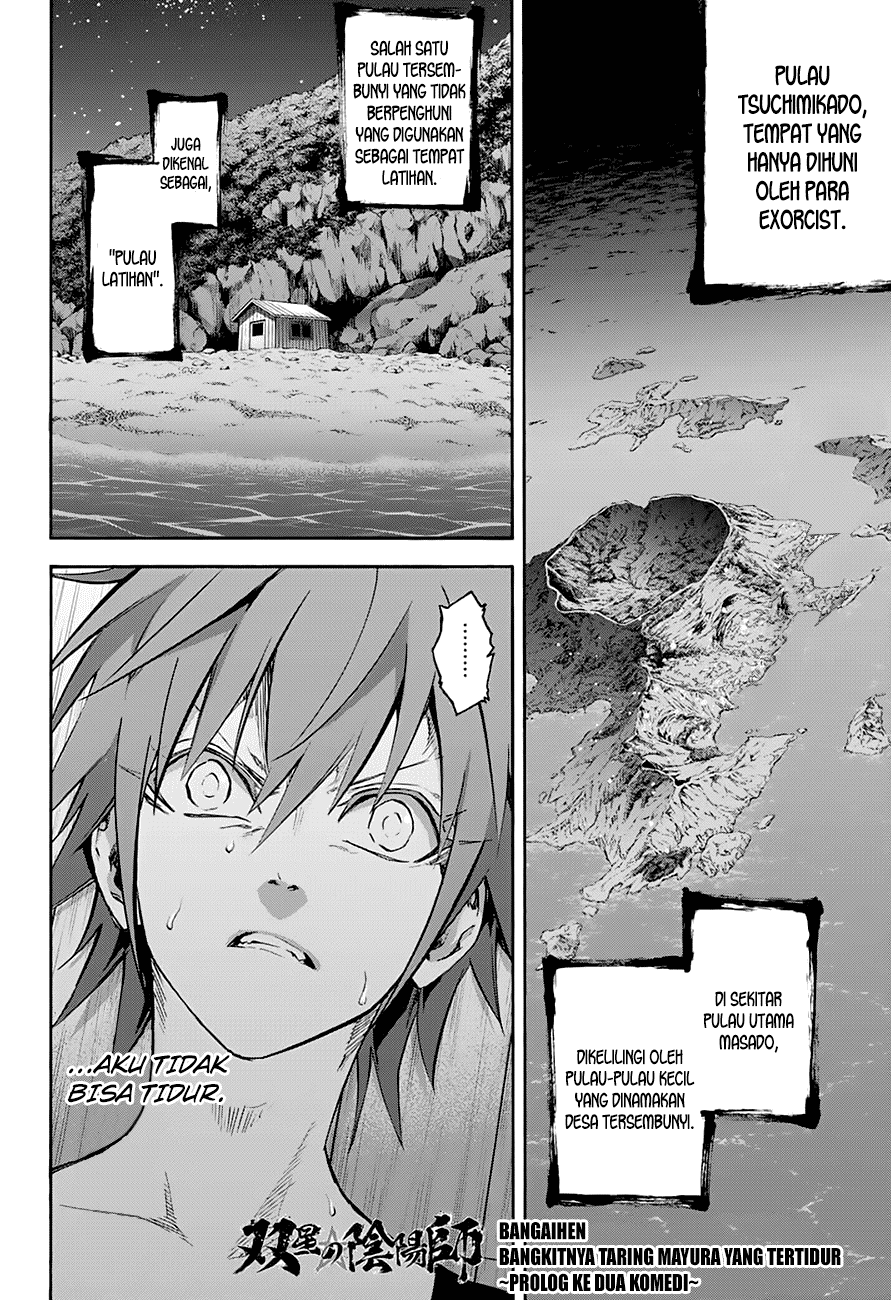 PULAU
TSUCHIMIKADO,
TEMPAT YANG
HANYA DIHUNI
OLEH PARA
EXORCIST.
DI SEKITAR
PULAU UTAMA
MASADO,
DIKELILINGI OLEH
PULAU-PULAU KECIL
YANG DINAMAKAN
DESA TERSEMBUNYI.
SALAH SATU
PULAU TERSEM-
BUNYI YANG TIDAK
BERPENGHUNI
YANG DIGUNAKAN
SEBAGAI TEMPAT
LATIHAN.
JUGA
DIKENAL
SEBAGAI,
"PULAU
LATIHAN".
.........
...AKU TIDAK
BISA TIDUR.
双星の陰陽師
BANGAIHEN
BANGKITNYA TARING MAYURA YANG TERTIDUR
~PROLOG KE DUA KOMEDI~